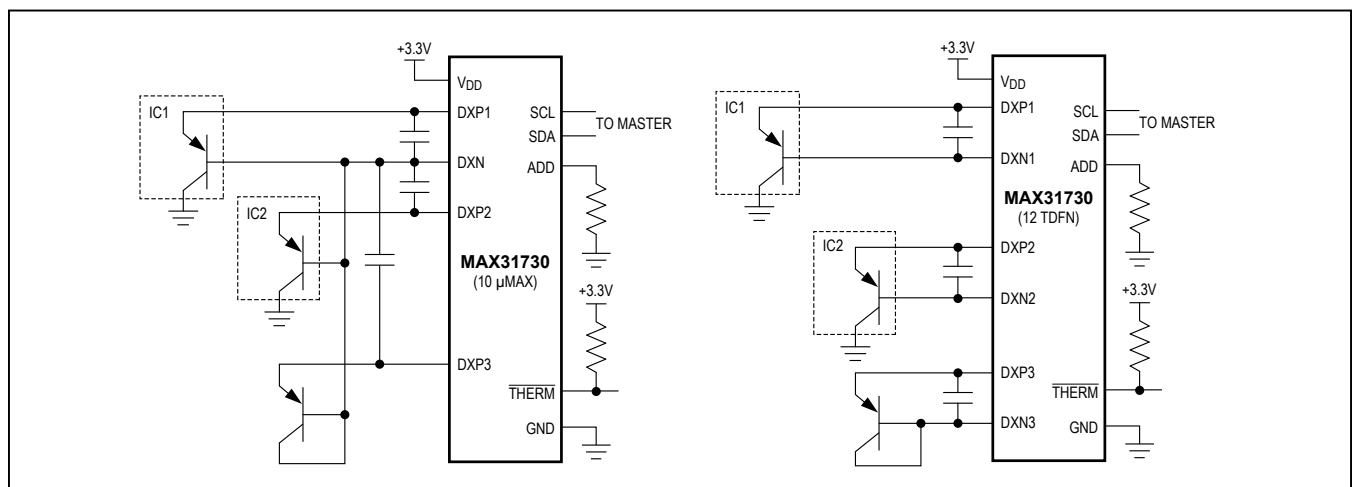 +3.3V
VDD
IC1
DXP1
SCL
TO MASTER
SDA
DXN
ADD
IC2
DXP2
MAX31730
(10 µMAX)
+3.3V
DXP3
THERM
GND
+3.3V
VDD
IC1
DXP1
SCL
TO MASTER
SDA
DXN1
ADD
MAX31730
(12 TDFN)
IC2
DXP2
DXN2
+3.3V
DXP3
THERM
DXN3
GND